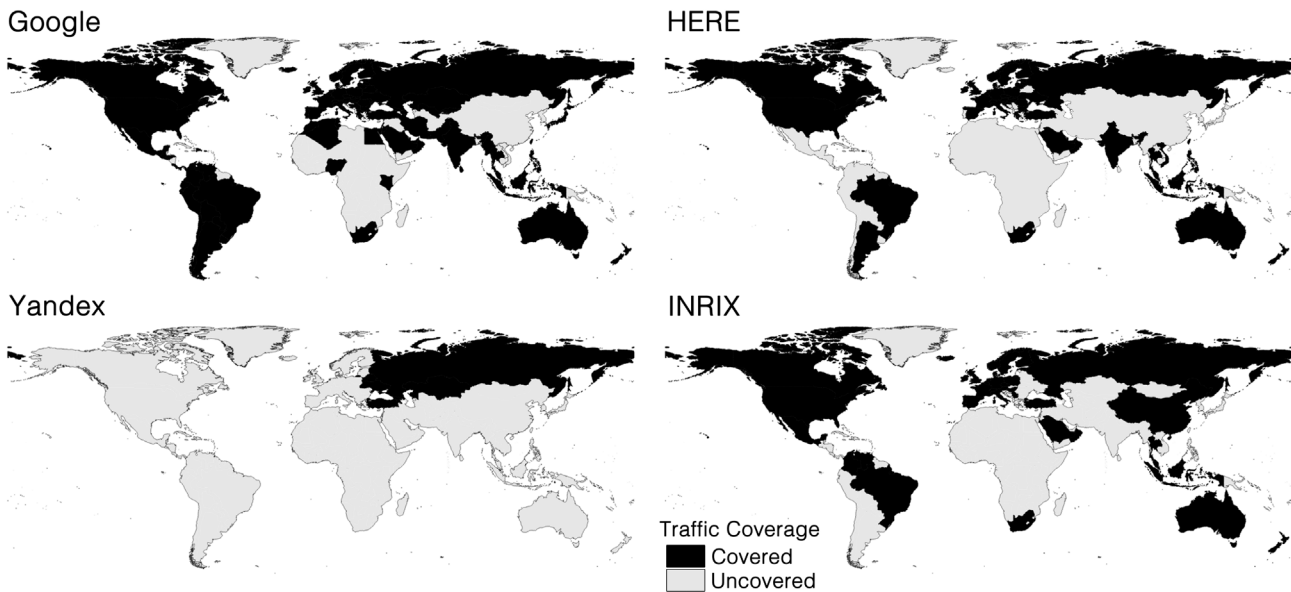 Google
HERE
Yandex
INRIX
Traffic Coverage
Covered
Uncovered